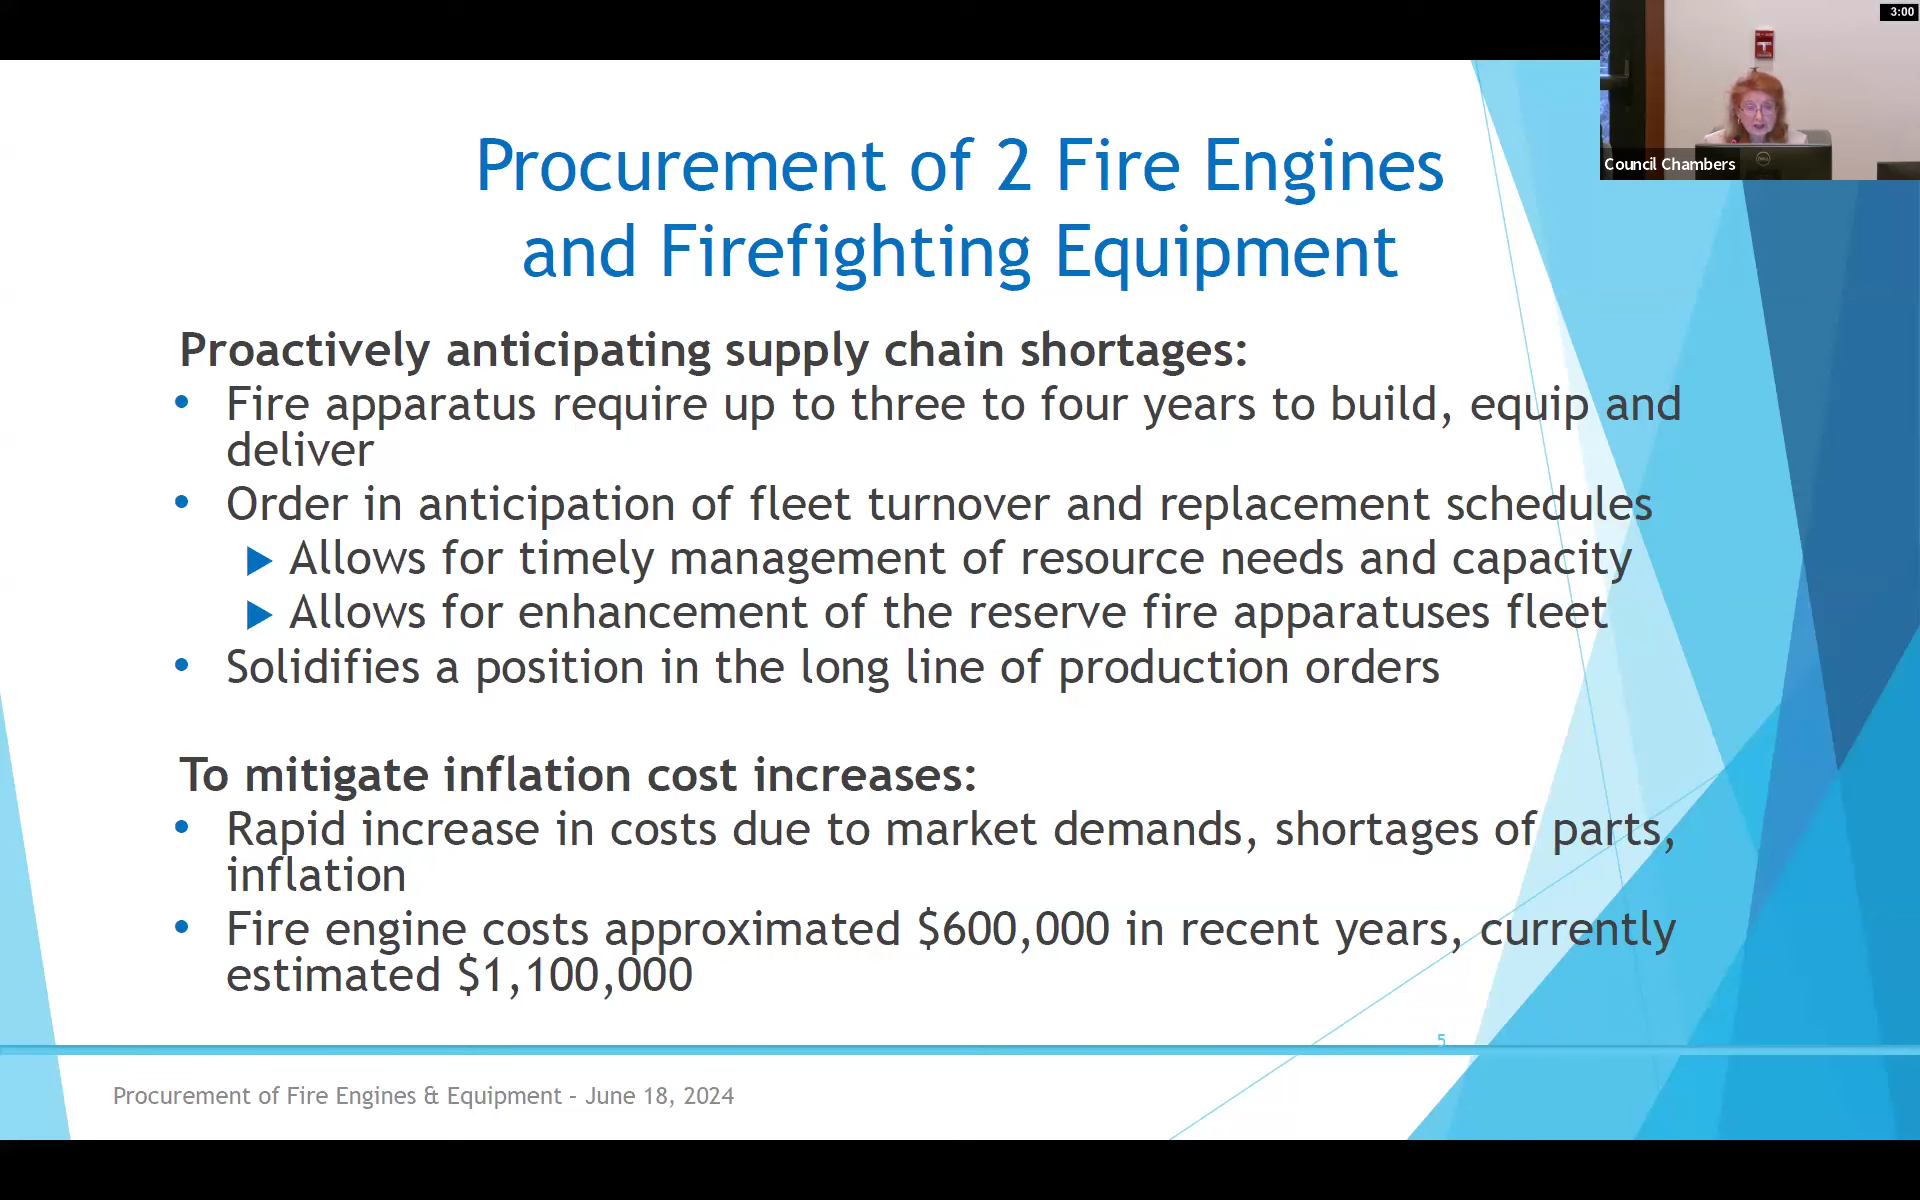 3:00
Council Chambers
Procurement of 2 Fire Engines
and Firefighting Equipment
Proactively anticipating supply chain shortages:
• Fire apparatus require up to three to four years to build, equip and
deliver
• Order in anticipation of fleet turnover and replacement schedules
▶ Allows for timely management of resource needs and capacity
▶ Allows for enhancement of the reserve fire apparatuses fleet
• Solidifies a position in the long line of production orders
To mitigate inflation cost increases:
• Rapid increase in costs due to market demands, shortages of parts,
inflation
• Fire engine costs approximated $600,000 in recent years, currently
estimated $1,100,000
5
Procurement of Fire Engines & Equipment - June 18, 2024